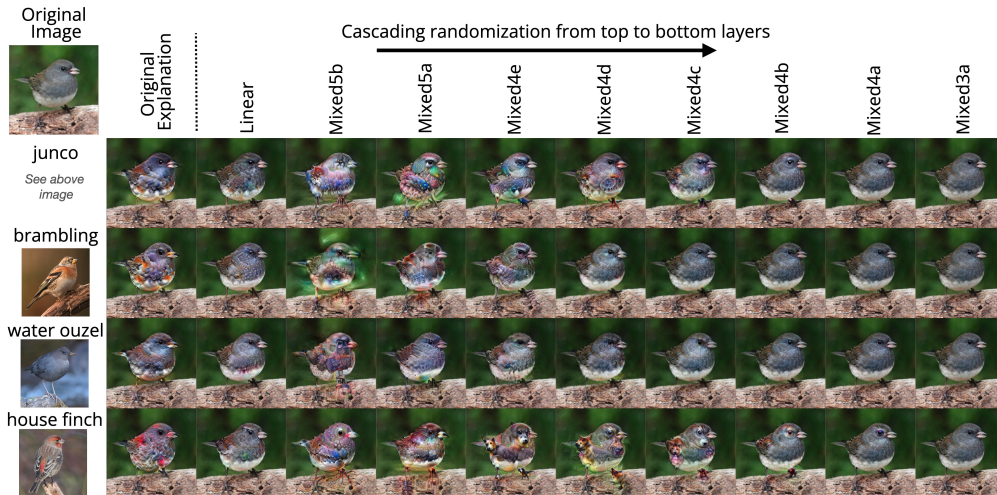 Original
Image
Cascading randomization from top to bottom layers
Original
Explanation
Linear
Mixed5b
Mixed5a
Mixed4e
Mixed4d
Mixed4c
Mixed4b
Mixed4a
Mixed3a
junco
See above
image
brambling
water ouzel
house finch